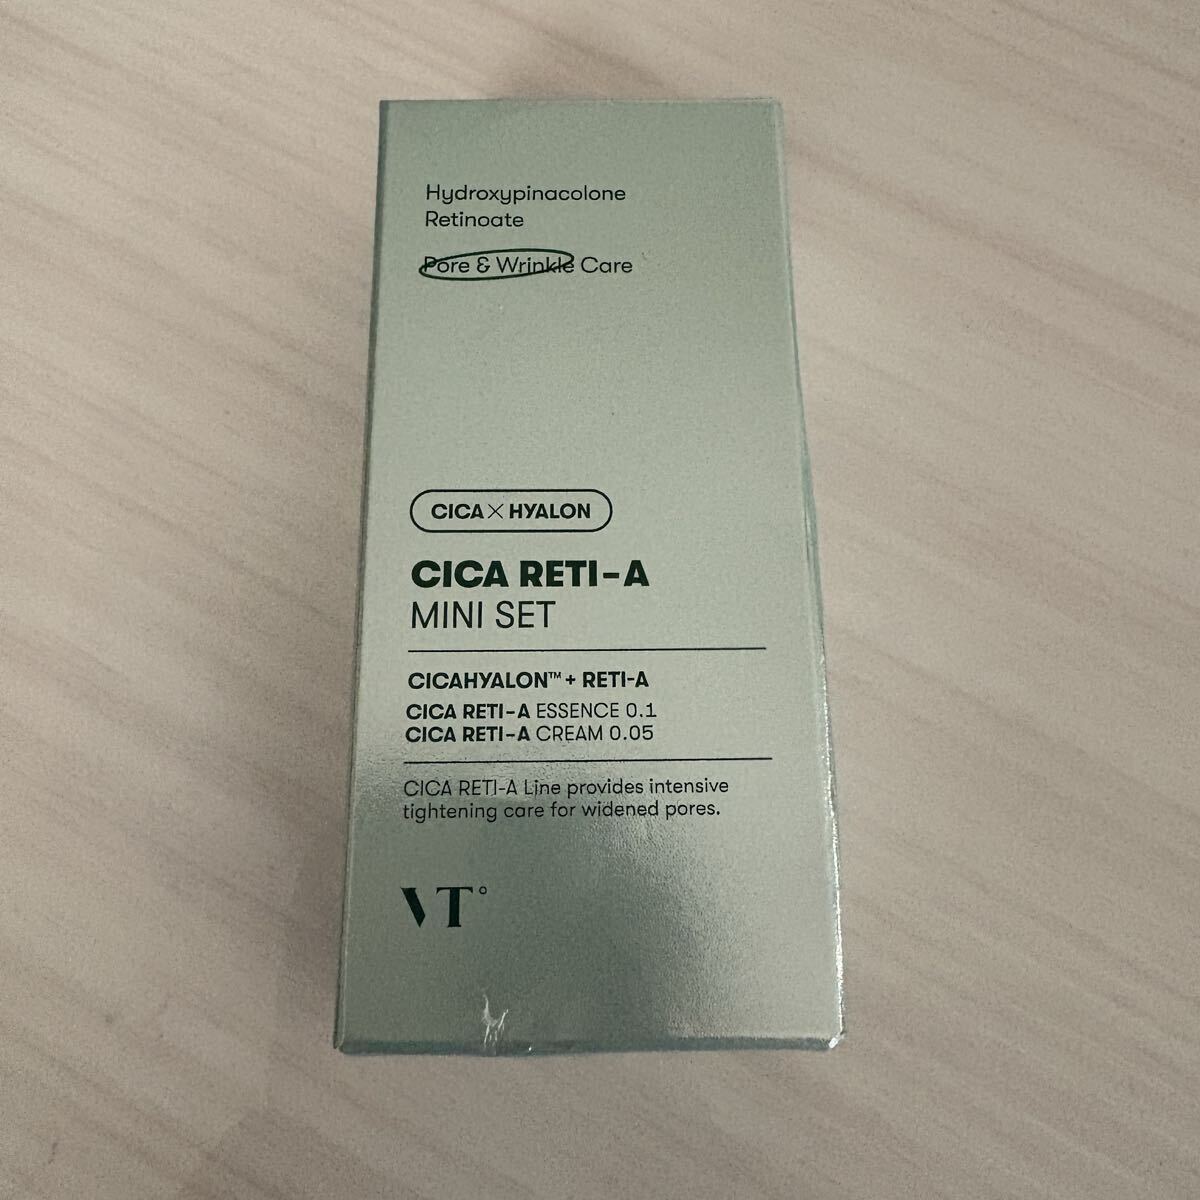 Hydroxypinacolone
Retinoate
Pore & Wrinkle Care
CICA X HYALON
CICA RETI-A
MINI SET
CICAHYALON™ + RETI-A
CICA RETI-A ESSENCE 0.1
CICA RETI-A CREAM 0.05
CICA RETI-A Line provides intensive
tightening care for widened pores.
VT°